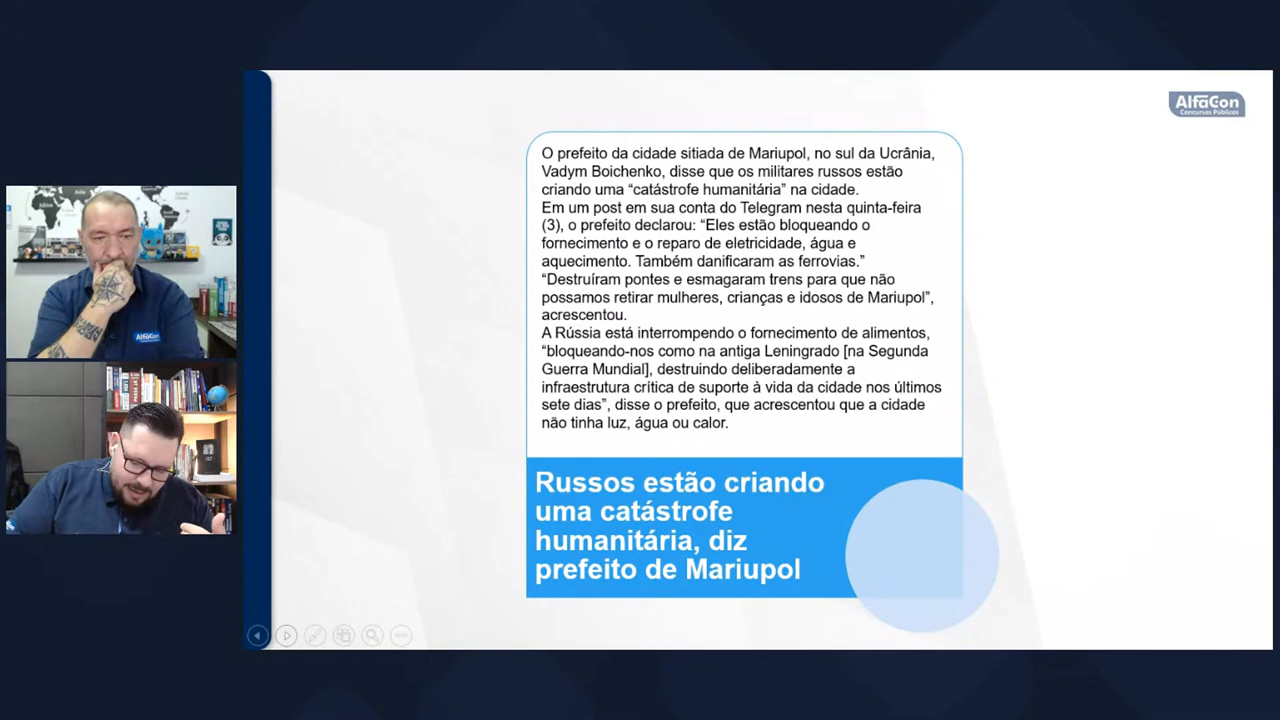 AlfaCon
Concursos Públicos
O prefeito da cidade sitiada de Mariupol, no sul da Ucrânia,
Vadym Boichenko, disse que os militares russos estão
criando uma “catástrofe humanitária” na cidade.
Em um post em sua conta do Telegram nesta quinta-feira
(3), o prefeito declarou: “Eles estão bloqueando o
fornecimento e o reparo de eletricidade, água e
aquecimento. Também danificaram as ferrovias.”
“Destruíram pontes e esmagaram trens para que não
possamos retirar mulheres, crianças e idosos de Mariupol”,
acrescentou.
A Rússia está interrompendo o fornecimento de alimentos,
“bloqueando-nos como na antiga Leningrado [na Segunda
Guerra Mundial], destruindo deliberadamente a
infraestrutura crítica de suporte à vida da cidade nos últimos
sete dias”, disse o prefeito, que acrescentou que a cidade
não tinha luz, água ou calor.
Russos estão criando
uma catástrofe
humanitária, diz
prefeito de Mariupol
AlfaCon